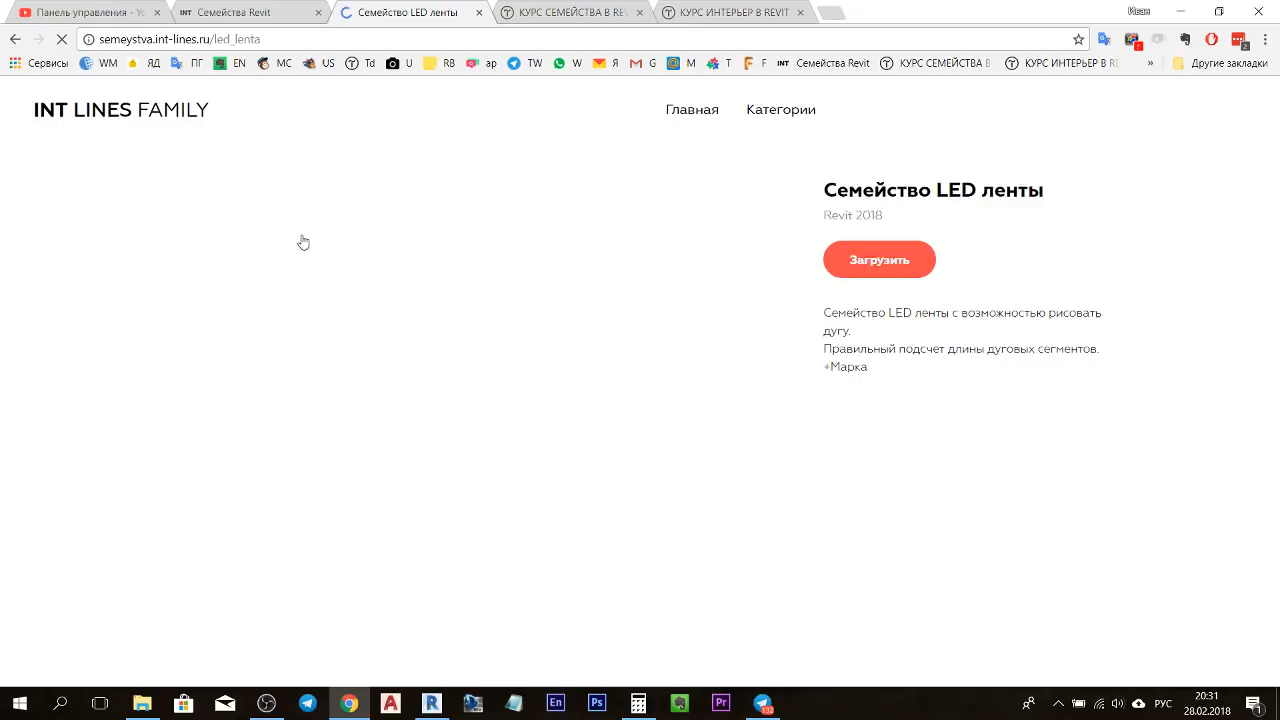 Панель управления - Yo
Семейства Revit
Семейство LED ленты
КУРС СЕМЕЙСТВА В RE
КУРС ИНТЕРЬЕР В REVIT
semeystva.int-lines.ru/led_lenta
Сервисы WM ЯД ПГ EN MC US Td U RB ар TW W Я G M T F Семейства Revit КУРС СЕМЕЙСТВА В КУРС ИНТЕРЬЕР В RE » Другие закладки
INT LINES FAMILY
Главная Категории
Семейство LED ленты
Revit 2018
Загрузить
Семейство LED ленты с возможностью рисовать
дугу.
Правильный подсчет длины дуговых сегментов.
+Марка
РУС
20:31
28.02.2018